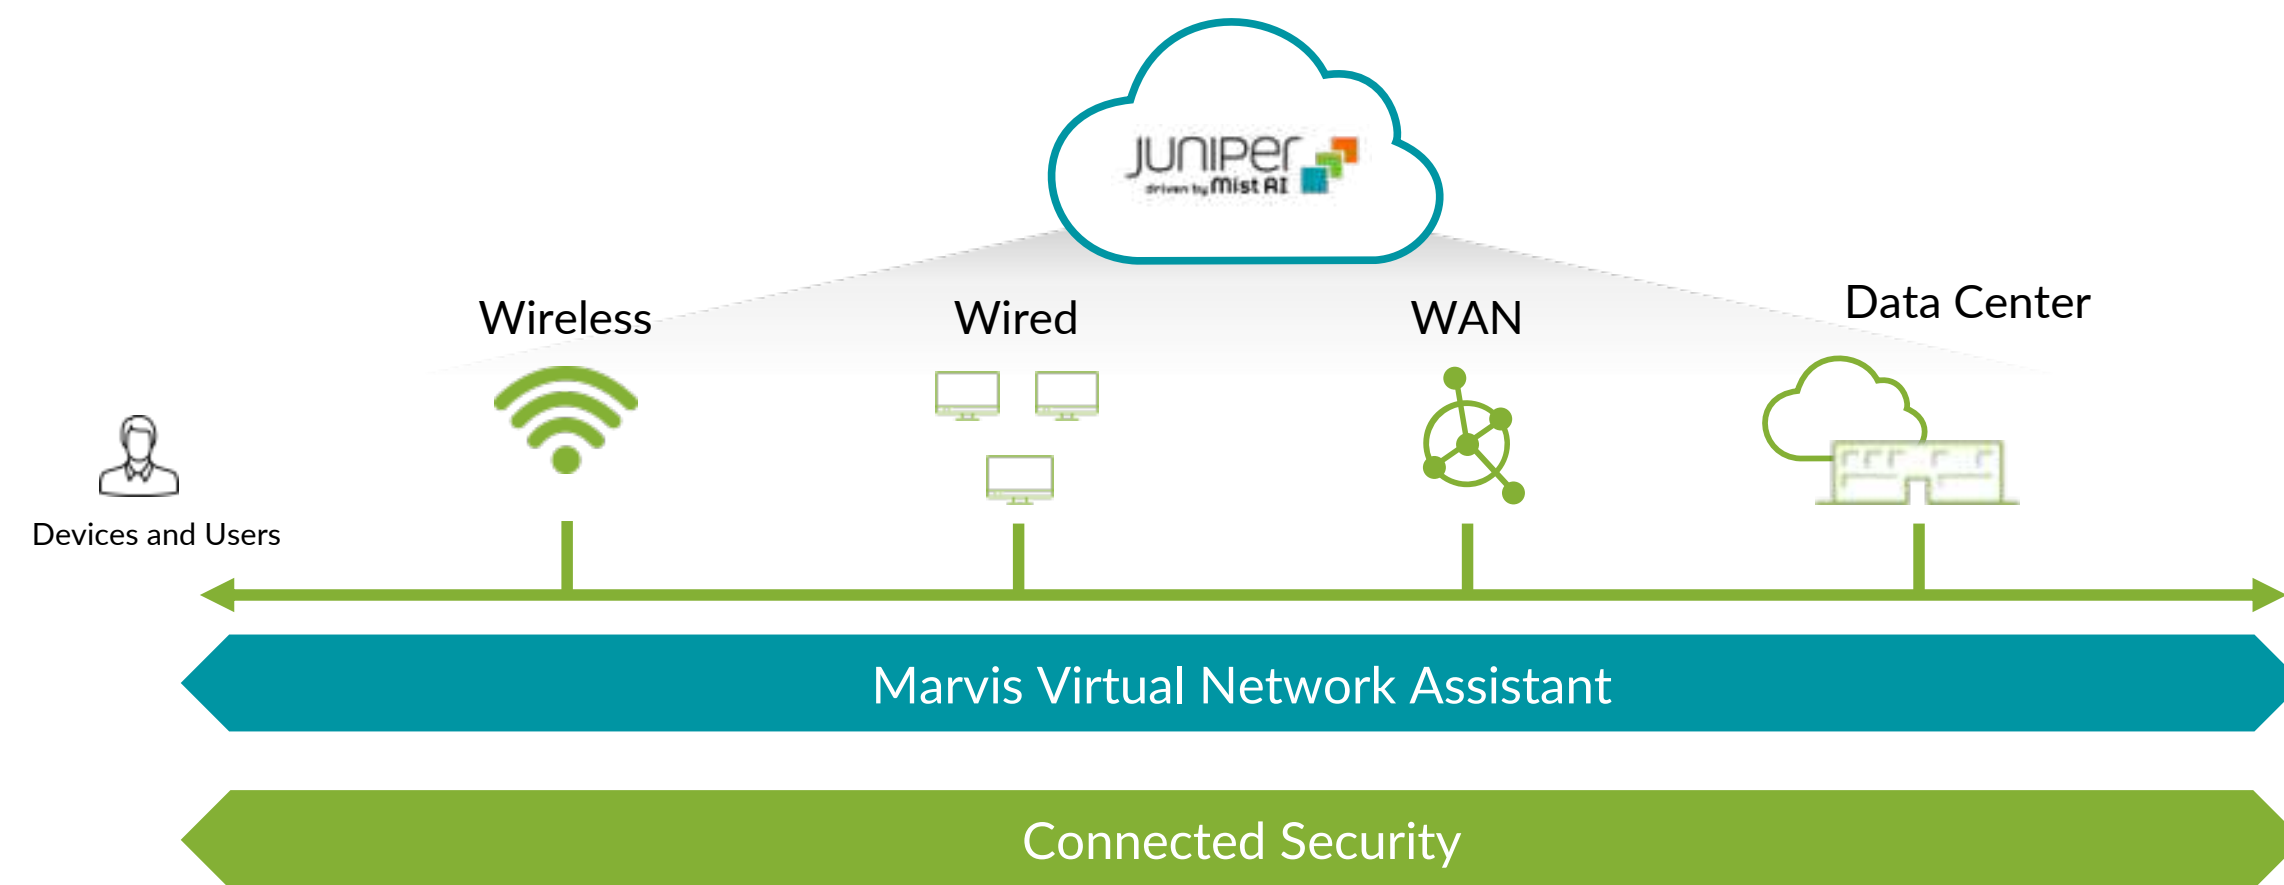 JUNIPEr
driven by Mist AI
Wireless
Wired
WAN
Data Center
Devices and Users
Marvis Virtual Network Assistant
Connected Security